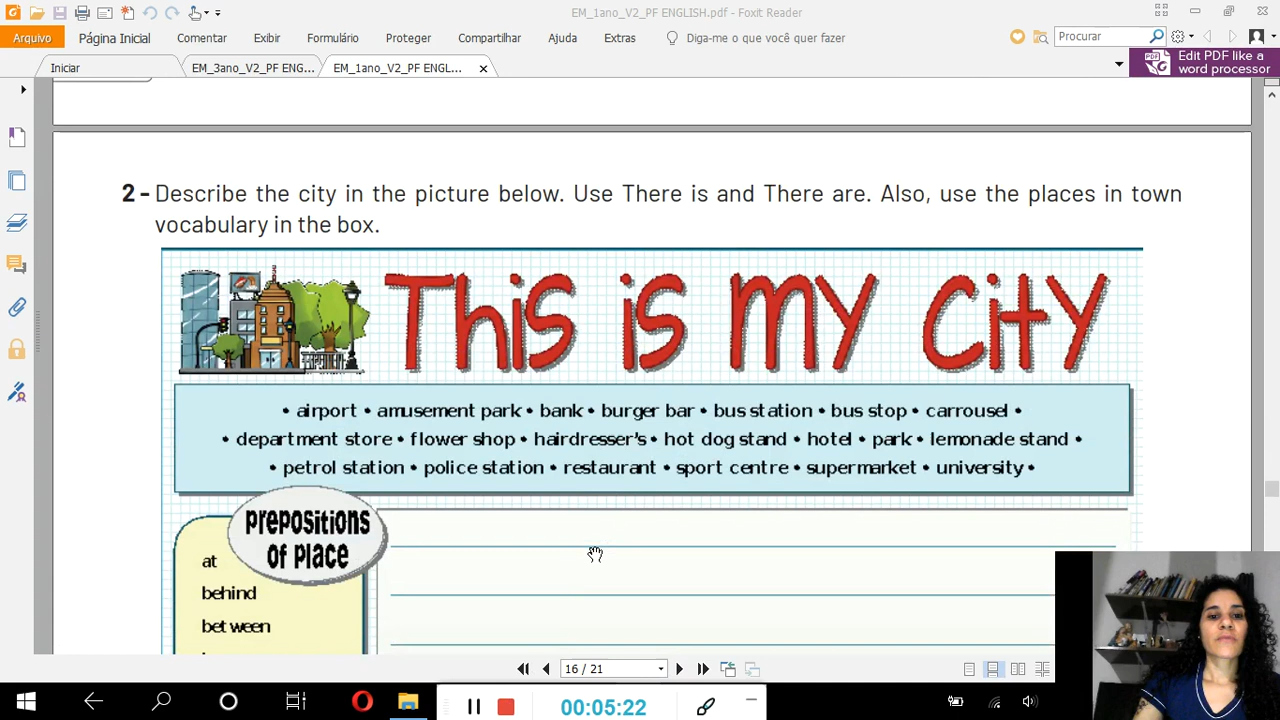 EM_1ano_V2_PF ENGLISH.pdf - Foxit Reader
Arquivo Página Inicial Comentar Exibir Formulário Proteger Compartilhar Ajuda Extras Diga-me o que você quer fazer Procurar
Iniciar EM_3ano_V2_PF ENG... EM_1ano_V2_PF ENGL...
Edit PDF like a
word processor
2 - Describe the city in the picture below. Use There is and There are. Also, use the places in town
vocabulary in the box.
This is my City
• airport • amusement park • bank • burger bar • bus station • bus stop • carrousel •
• department store • flower shop • hairdresser's • hot dog stand • hotel • park • lemonade stand •
• petrol station • police station • restaurant • sport centre • supermarket • university •
prepositions
of place
at
behind
between
16 / 21
00:05:22